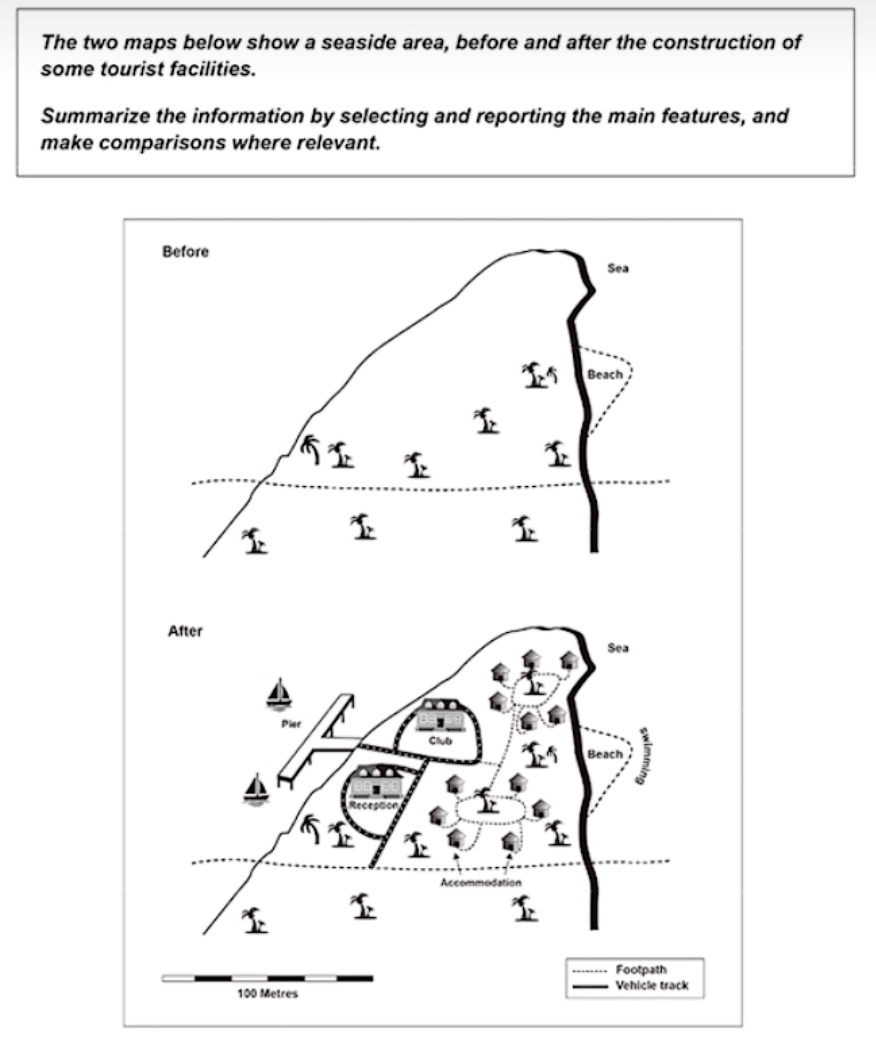 The two maps below show a seaside area, before and after the construction of
some tourist facilities.
Summarize the information by selecting and reporting the main features, and
make comparisons where relevant.
Before
Sea
Beach
After
Sea
Pier
Club
Beach
swimming
Reception
Accommodation
Footpath
Vehicle track
100 Metres